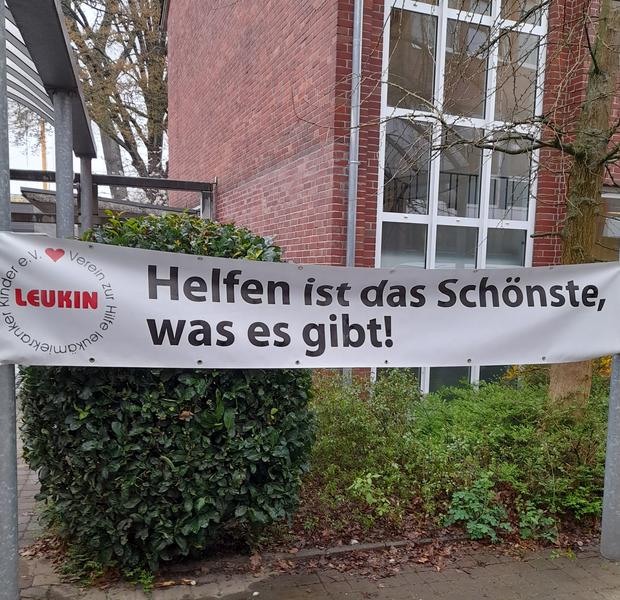 LEUKIN
Verein zur Hilfe leukämiekranker Kinder e.V.
Helfen ist das Schönste,
was es gibt!